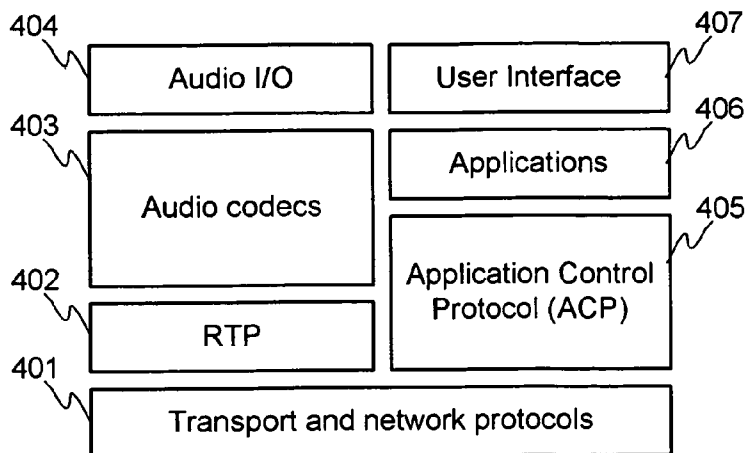 404
Audio I/O
User Interface
407
403
Audio codecs
Applications
406
405
Application Control
Protocol (ACP)
402
RTP
401
Transport and network protocols